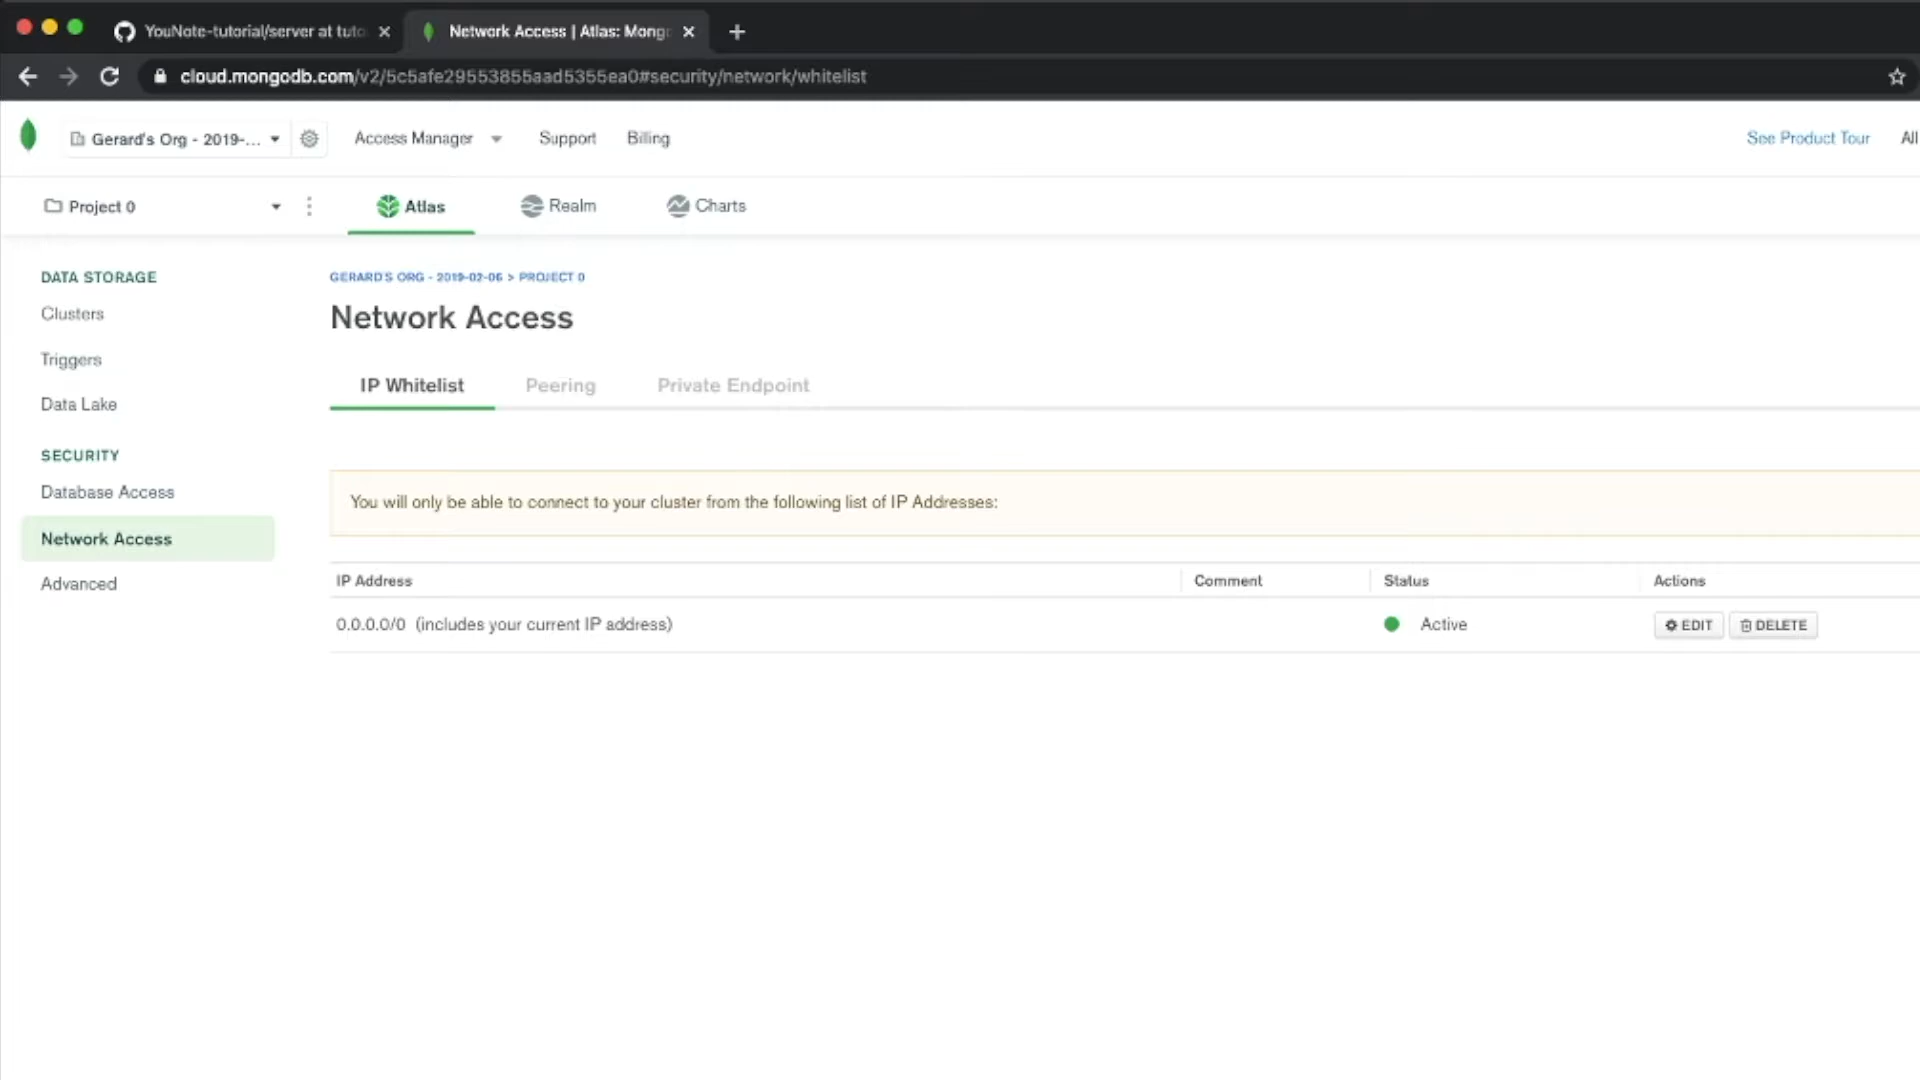 YouNote-tutorial/server at tuto
Network Access | Atlas: Mong
cloud.mongodb.com/v2/5c5afe29553855aad5355ea0#security/network/whitelist
Gerard's Org - 2019-...
Access Manager
Support
Billing
See Product Tour
All
Project 0
Atlas
Realm
Charts
DATA STORAGE
Clusters
Triggers
Data Lake
SECURITY
Database Access
Network Access
Advanced
GERARD'S ORG - 2019-02-06 > PROJECT 0
Network Access
IP Whitelist
Peering
Private Endpoint
You will only be able to connect to your cluster from the following list of IP Addresses:
IP Address
Comment
Status
Actions
0.0.0.0/0 (includes your current IP address)
Active
EDIT
DELETE